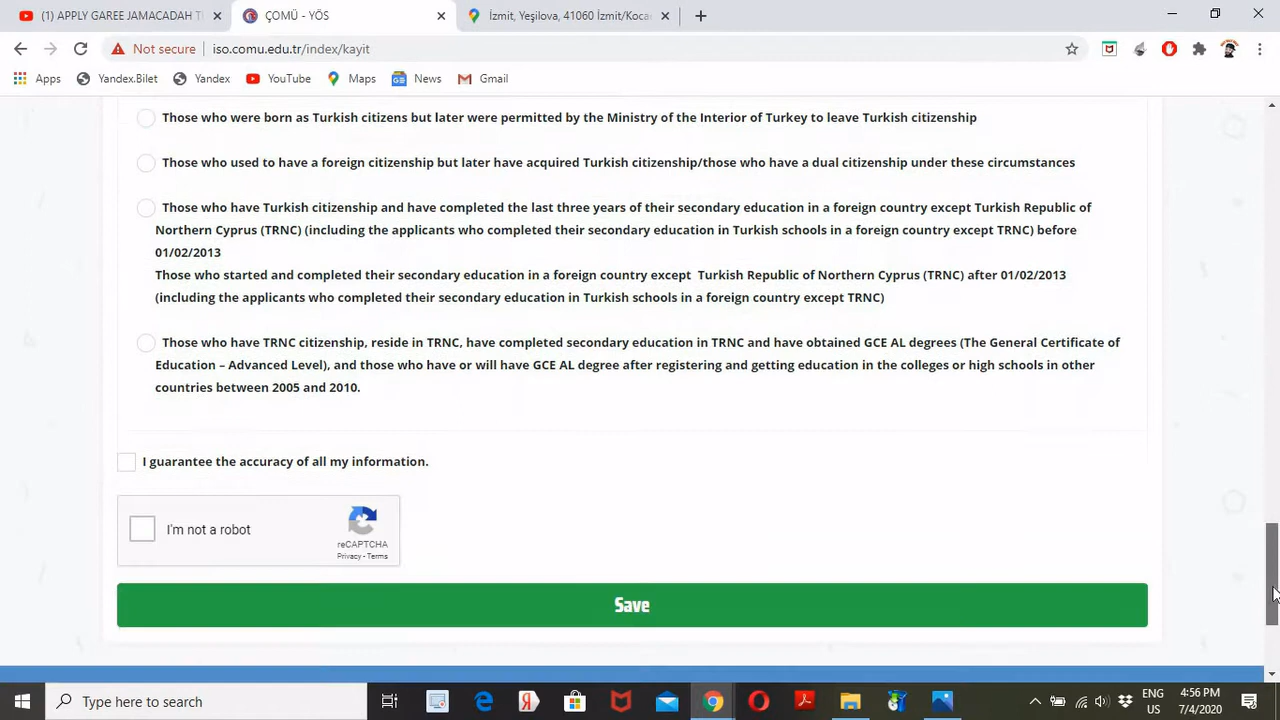 (1) APPLY GAREE JAMACADAH T
ÇOMÜ - YÖS
İzmit, Yeşilova, 41060 İzmit/Koca
Not secure iso.comu.edu.tr/index/kayit
Apps Yandex.Bilet Yandex YouTube Maps News Gmail
Those who were born as Turkish citizens but later were permitted by the Ministry of the Interior of Turkey to leave Turkish citizenship
Those who used to have a foreign citizenship but later have acquired Turkish citizenship/those who have a dual citizenship under these circumstances
Those who have Turkish citizenship and have completed the last three years of their secondary education in a foreign country except Turkish Republic of
Northern Cyprus (TRNC) (including the applicants who completed their secondary education in Turkish schools in a foreign country except TRNC) before
01/02/2013
Those who started and completed their secondary education in a foreign country except Turkish Republic of Northern Cyprus (TRNC) after 01/02/2013
(including the applicants who completed their secondary education in Turkish schools in a foreign country except TRNC)
Those who have TRNC citizenship, reside in TRNC, have completed secondary education in TRNC and have obtained GCE AL degrees (The General Certificate of
Education – Advanced Level), and those who have or will have GCE AL degree after registering and getting education in the colleges or high schools in other
countries between 2005 and 2010.
I guarantee the accuracy of all my information.
I'm not a robot
reCAPTCHA
Privacy - Terms
Save
Type here to search
ENG
US
4:56 PM
7/4/2020